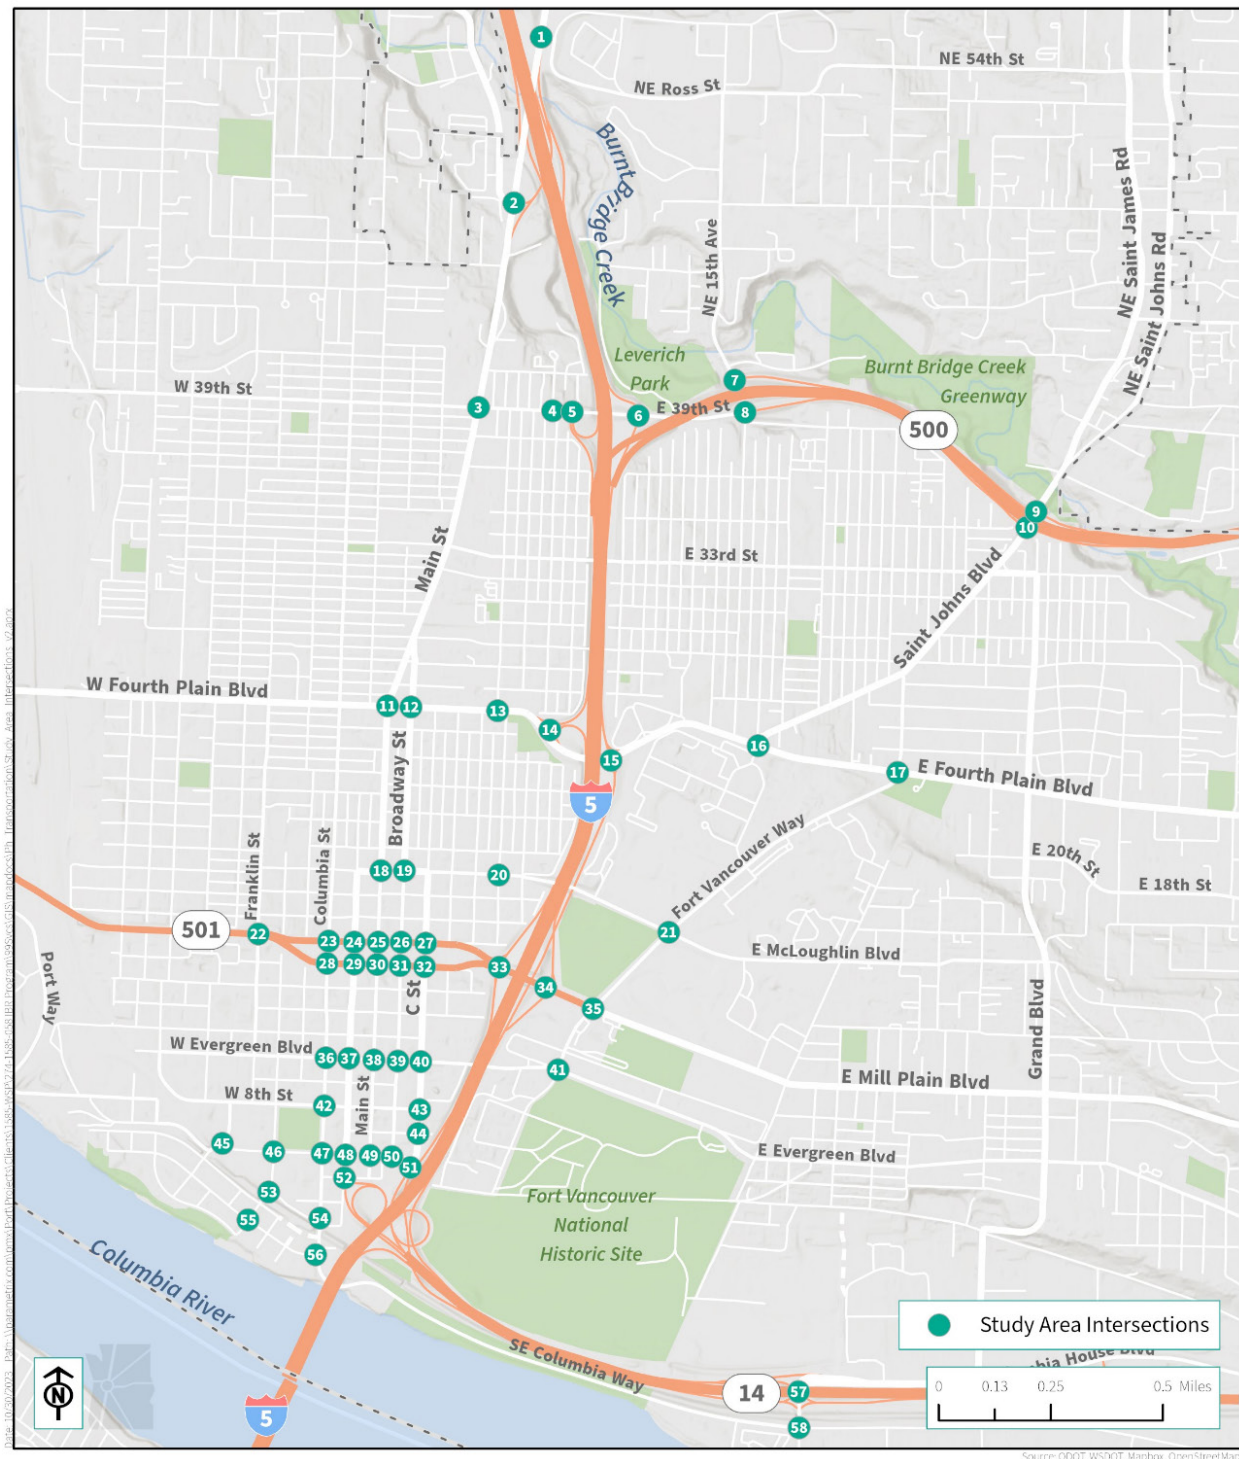 1
NE 54th St
NE Ross St
Burnt Bridge Creek
NE Saint James Rd
2
NE 15th Ave
NE Saint Johns Rd
Leverich
Park
Burnt Bridge Creek
Greenway
W 39th St
7
3
4
5
6
E 39th St
8
500
9
10
Main St
E 33rd St
Saint Johns Blvd
W Fourth Plain Blvd
11
12
13
14
15
16
17
E Fourth Plain Blvd
Broadway St
5
Franklin St
Columbia St
Fort Vancouver Way
E 20th St
E 18th St
18
19
20
501
22
23
24
25
26
27
21
E McLoughlin Blvd
28
29
30
31
32
33
Port Way
C St
34
35
Grand Blvd
W Evergreen Blvd
36
37
38
39
40
41
E Mill Plain Blvd
W 8th St
42
Main St
43
44
45
46
47
48
49
50
51
E Evergreen Blvd
52
53
54
55
56
Fort Vancouver
National
Historic Site
Columbia River
SE Columbia Way
Study Area Intersections
bia House Blvd
0 0.13 0.25 0.5 Miles
N
5
14
57
58
Source: ODOT, WSDOT, Mapbox, OpenStreetMap